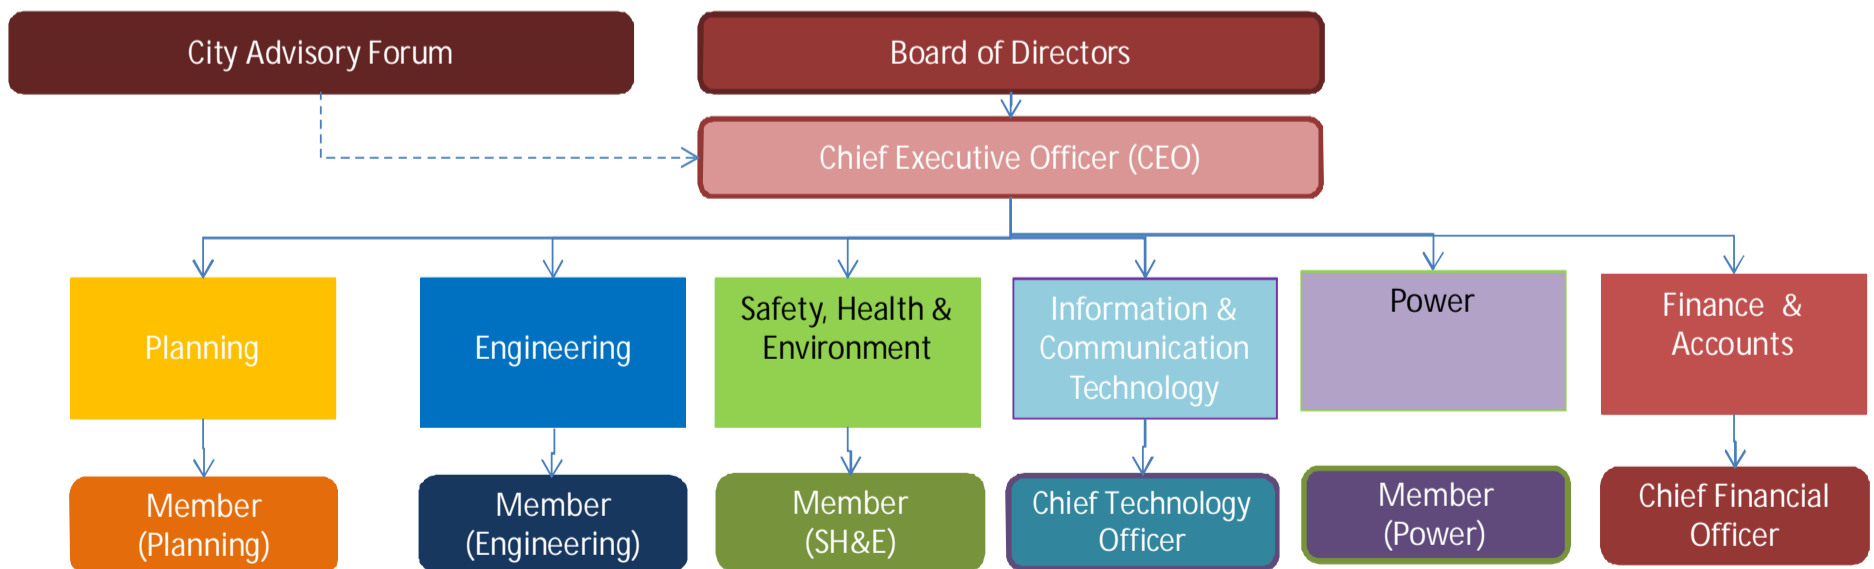 City Advisory Forum
Board of Directors
Chief Executive Officer (CEO)
Planning
Engineering
Safety, Health &
Environment
Information &
Communication
Technology
Power
Finance &
Accounts
Member
(Planning)
Member
(Engineering)
Member
(SH&E)
Chief Technology
Officer
Member
(Power)
Chief Financial
Officer